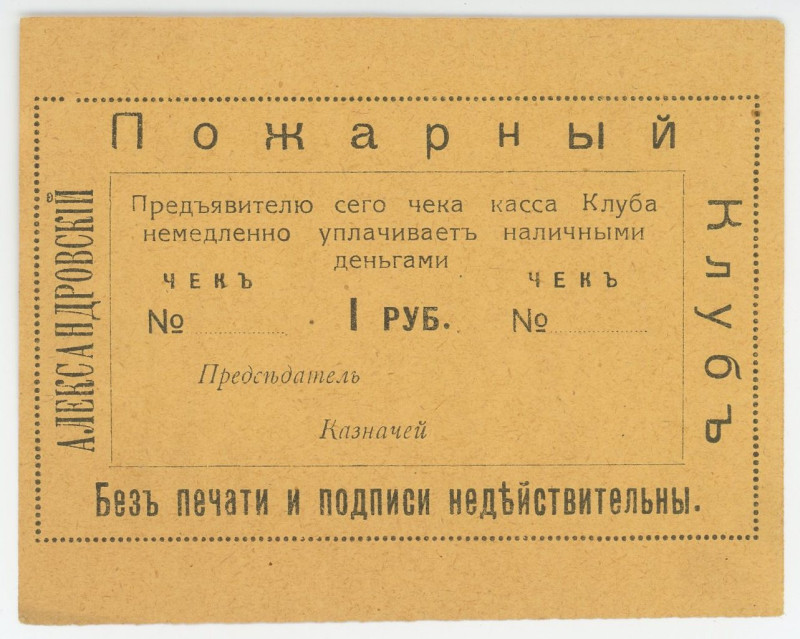 АЛЕКСАНДРОВСКІЙ
Пожарный
Клубъ
Предъявителю сего чека касса Клуба
немедленно уплачиваетъ наличными
деньгами
ЧЕКЪ ЧЕКЪ
№ 1 РУБ. №
Предсѣдатель
Казначей
Безъ печати и подписи недѣйствительны.